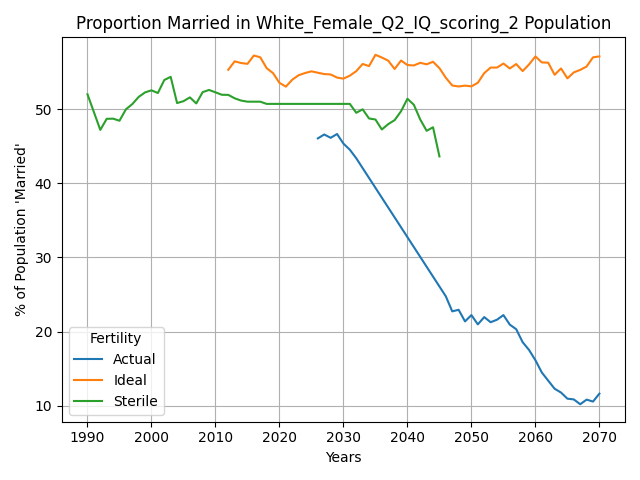 Proportion Married in White_Female_Q2_IQ_scoring_2 Population
% of Population 'Married'
50
40
30
20
10
Fertility
Actual
Ideal
Sterile
1990 2000 2010 2020 2030 2040 2050 2060 2070
Years